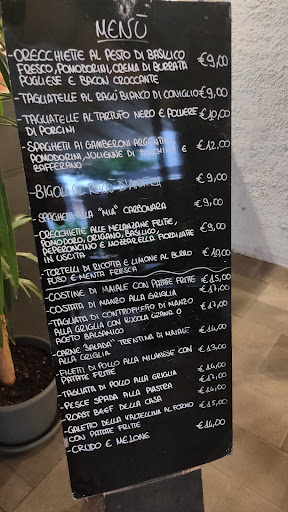 MENÙ
-ORECCHIETTE AL PESTO DI BASILICO €9,00
FRESCO, POMODORINI, CREMA DI BURRATA
PUGLIESE E BACON CROCCANTE
-TAGLIATELLE AL RAGÙ BIANCO DI CONIGLIO €9,00
-TAGLIATELLE AL TARTUFO NERO E POLVERE €10,00
DI PORCINI
-SPAGHETTI AI GAMBERONI ARGENTINI, €12,00
POMODORINI, JULIENNE DI E
ZAFFERANO
-BIGOLI €9,00
-SPAGHETTI ALLA "MIA" CARBONARA €9,00
-ORECCHIETTE ALLE MELANZANE FRITTE, €9,00
POMODORO, ORIGANO, BASILICO,
PEPERONCINO E MOZZARELLA FIORDILATTE
IN USCITA
-TORTELLI DI RICOTTA E LIMONE AL BURRO €10,00
FUSO E MENTA FRESCA
-COSTINE DI MAIALE CON PATATE FRITTE €15,00
-COSTATA DI MANZO ALLA GRIGLIA €17,00
-TAGLIATA DI CONTROFILETTO DI MANZO €17,00
ALLA GRIGLIA CON RUCOLA GRANA O
ACETO BALSAMICO
-CARNE SALADA TRENTINA DI MAIALE €14,00
ALLA GRIGLIA
-FILETTI DI POLLO ALLA MILANESE CON €13,00
PATATE FRITTE
-TAGLIATA DI POLLO ALLA GRIGLIA €14,00
-PESCE SPADA ALLA PIASTRA €17,00
-ROAST BEEF DELLA CASA €14,00
-GALLETTO DELLA VALTELLINA AL FORNO €15,00
CON PATATE FRITTE
-CRUDO E MELONE €14,00